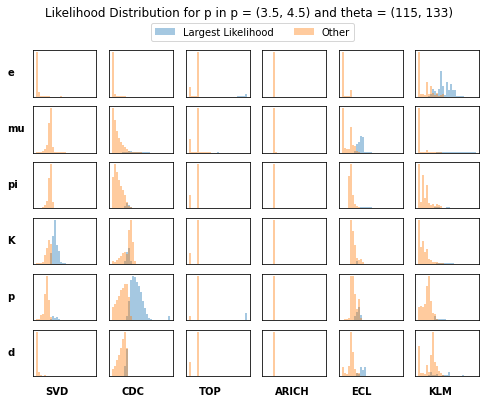 Likelihood Distribution for p in p = (3.5, 4.5) and theta = (115, 133)
Largest Likelihood Other
e
mu
pi
K
p
d
SVD CDC TOP ARICH ECL KLM